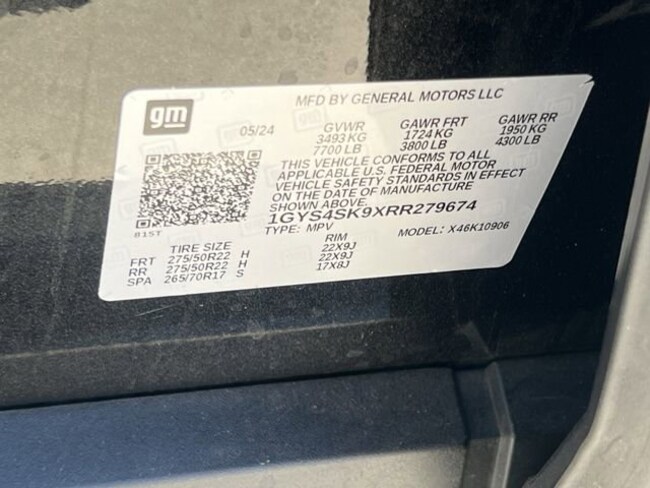 gm
MFD BY GENERAL MOTORS LLC
05/24 GVWR GAWR FRT GAWR RR
3493 KG 1724 KG 1950 KG
7700 LB 3800 LB 4300 LB
THIS VEHICLE CONFORMS TO ALL
APPLICABLE U.S. FEDERAL MOTOR
VEHICLE SAFETY STANDARDS IN EFFECT
ON THE DATE OF MANUFACTURE
SHOWN ABOVE.
1GYS4SK9XRR279674
81ST
TYPE: MPV MODEL: X46K10906
TIRE SIZE RIM
FRT 275/50R22 H 22X9J
RR 275/50R22 H 22X9J
SPA 265/70R17 S 17X8J